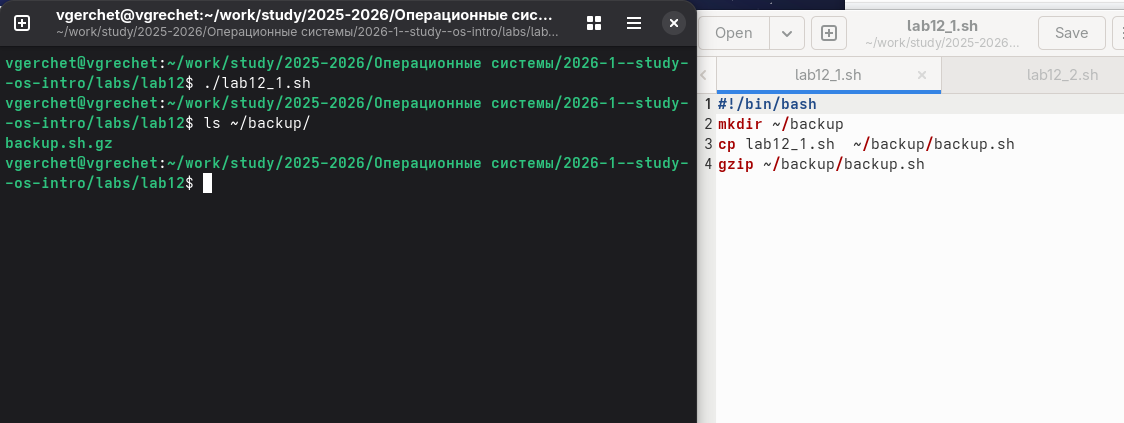 vgerchet@vgrechet:~/work/study/2025-2026/Операционные сис...
~/work/study/2025-2026/Операционные системы/2026-1--study--os-intro/labs/lab...
vgerchet@vgrechet:~/work/study/2025-2026/Операционные системы/2026-1--study-
-os-intro/labs/lab12$ ./lab12_1.sh
vgerchet@vgrechet:~/work/study/2025-2026/Операционные системы/2026-1--study-
-os-intro/labs/lab12$ ls ~/backup/
backup.sh.gz
vgerchet@vgrechet:~/work/study/2025-2026/Операционные системы/2026-1--study-
-os-intro/labs/lab12$
Open
lab12_1.sh
~/work/study/2025-2026...
Save
lab12_1.sh
lab12_2.sh
1 #!/bin/bash
2 mkdir ~/backup
3 cp lab12_1.sh  ~/backup/backup.sh
4 gzip ~/backup/backup.sh